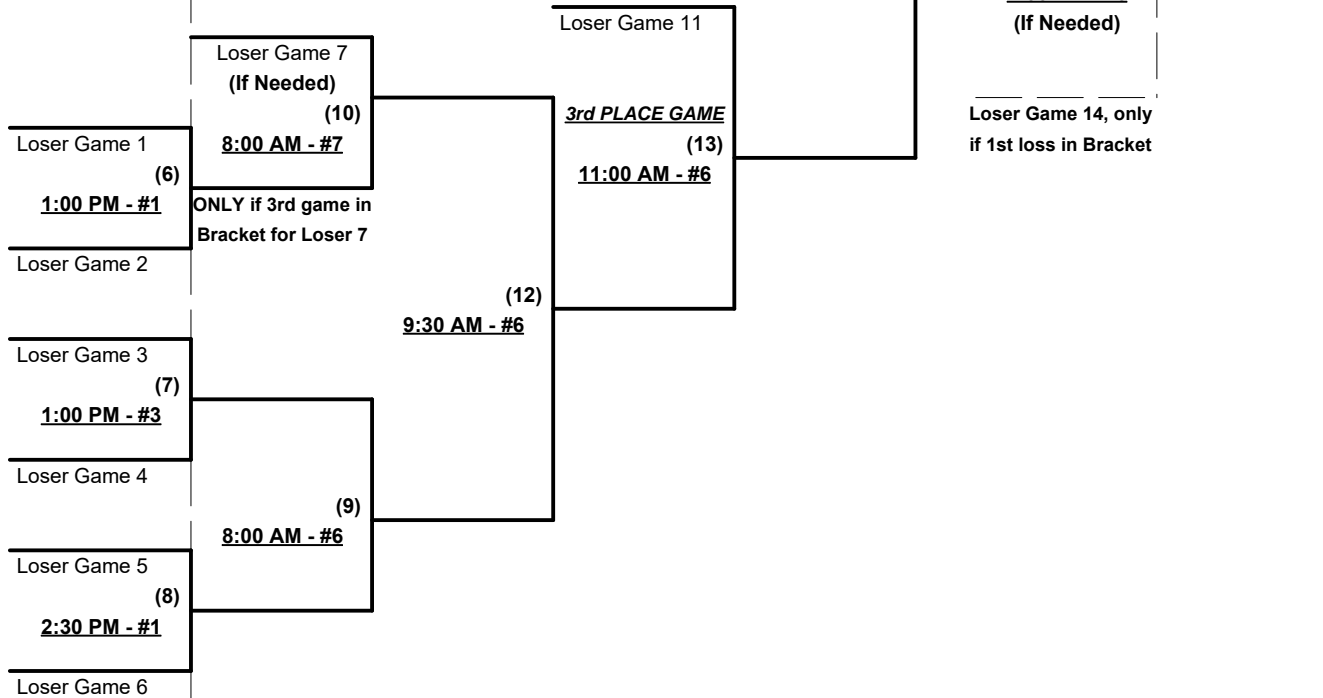 Loser Game 11
(If Needed)
Loser Game 7
(If Needed)
(10)
8:00 AM - #7
3rd PLACE GAME
(13)
11:00 AM - #6
Loser Game 14, only
if 1st loss in Bracket
Loser Game 1
(6)
1:00 PM - #1
ONLY if 3rd game in
Bracket for Loser 7
Loser Game 2
(12)
9:30 AM - #6
Loser Game 3
(7)
1:00 PM - #3
Loser Game 4
(9)
8:00 AM - #6
Loser Game 5
(8)
2:30 PM - #1
Loser Game 6